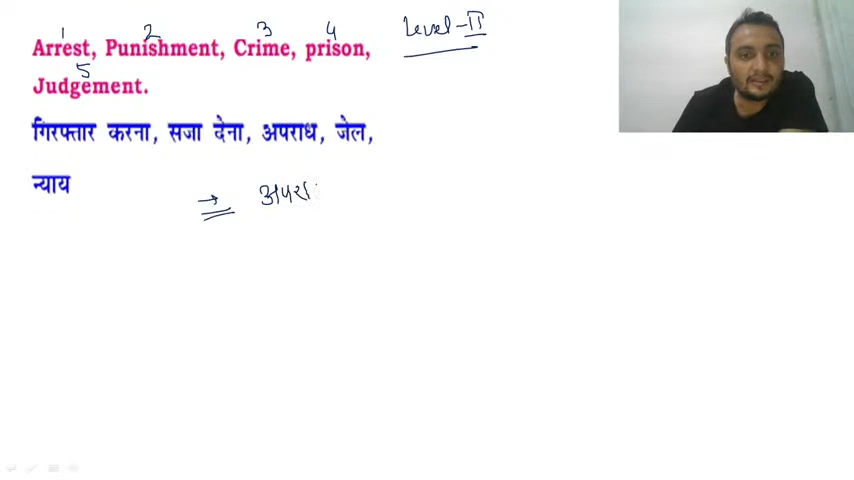 1 2 3 4 Level-II
Arrest, Punishment, Crime, prison,
5
Judgement.
गिरफ्तार करना, सजा देना, अपराध, जेल,
न्याय
→ अपरा